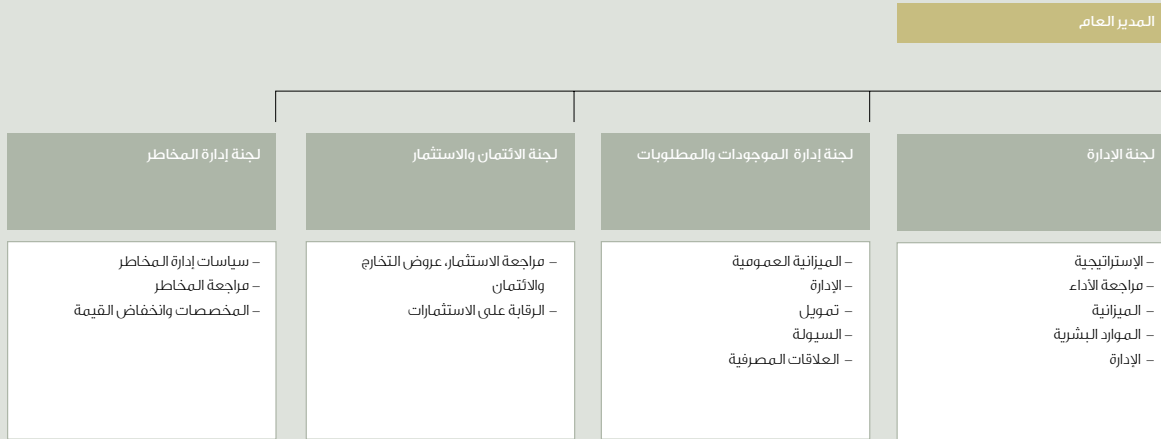 المدير العام
لجنة الإدارة
– الإستراتيجية
– مراجعة الأداء
– الميزانية
– الموارد البشرية
– الإدارة
لجنة إدارة الموجودات والمطلوبات
– الميزانية العمومية
– الإدارة
– تمويل
– السيولة
– العلاقات المصرفية
لجنة الائتمان والاستثمار
– مراجعة الاستثمار، عروض التخارج
والائتمان
– الرقابة على الاستثمارات
لجنة إدارة المخاطر
– سياسات إدارة المخاطر
– مراجعة المخاطر
– المخصصات وانخفاض القيمة